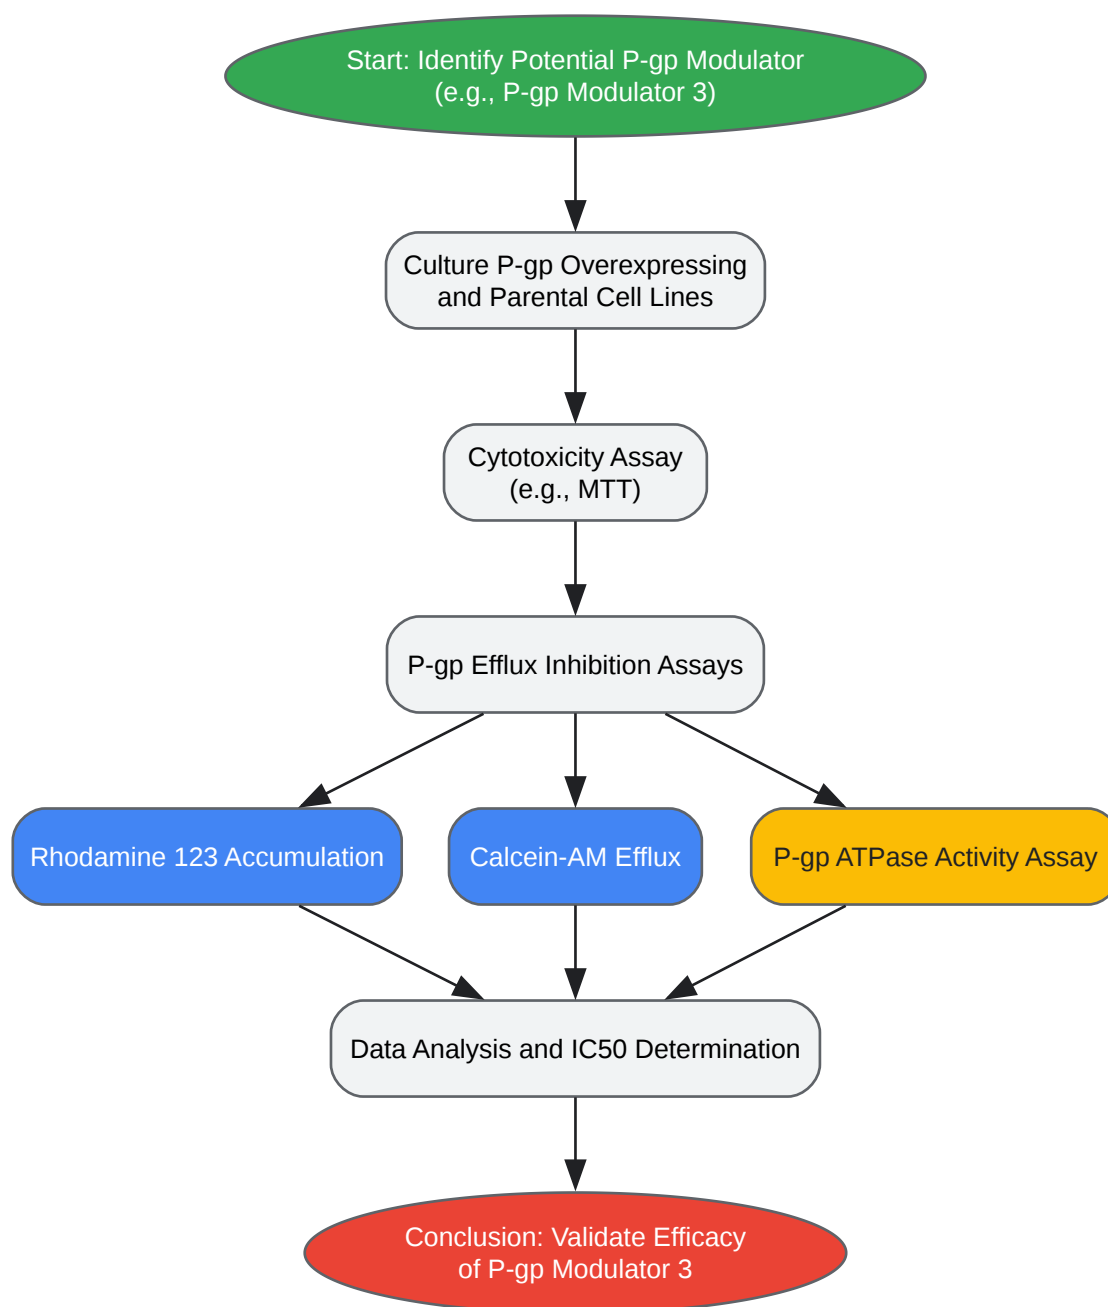 Start: Identify Potential P-gp Modulator
(e.g., P-gp Modulator 3)
Culture P-gp Overexpressing
and Parental Cell Lines
Cytotoxicity Assay
(e.g., MTT)
P-gp Efflux Inhibition Assays
Rhodamine 123 Accumulation
Calcein-AM Efflux
P-gp ATPase Activity Assay
Data Analysis and IC50 Determination
Conclusion: Validate Efficacy
of P-gp Modulator 3